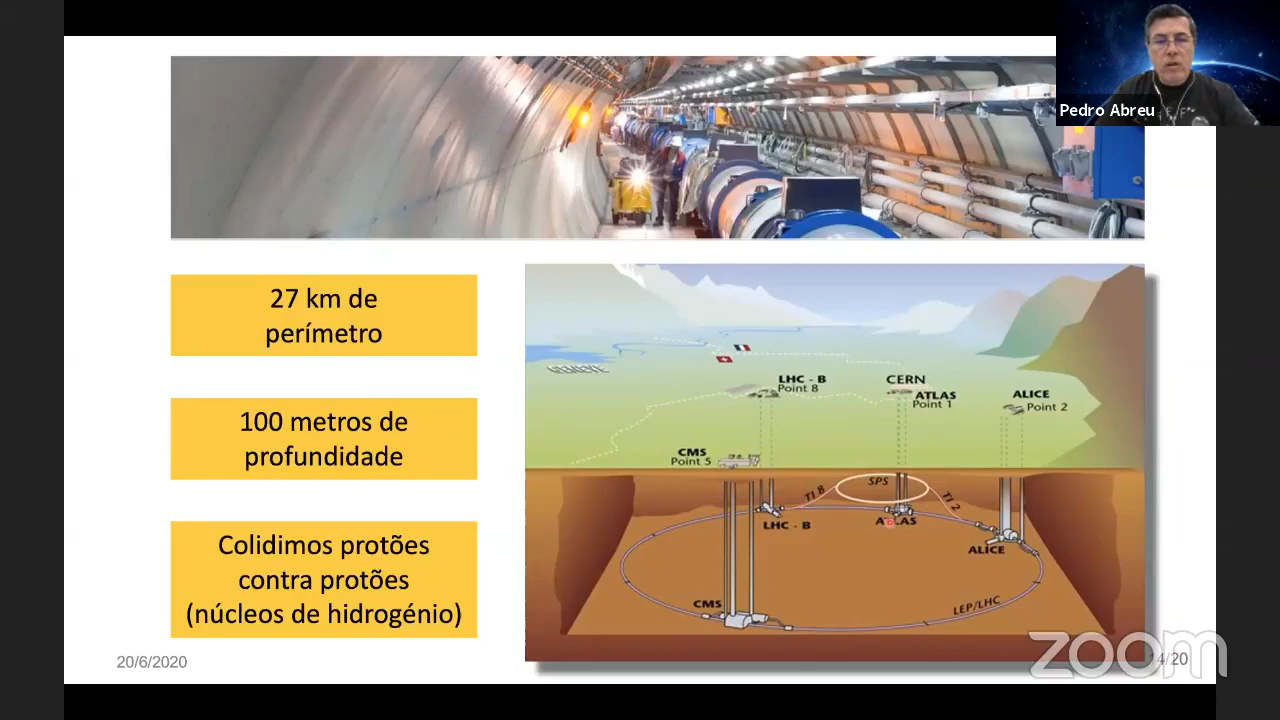 Pedro Abreu
27 km de
perímetro
100 metros de
profundidade
Colidimos protões
contra protões
(núcleos de hidrogénio)
LHC - B
Point 8
CERN
ATLAS
Point 1
ALICE
Point 2
CMS
Point 5
SPS
TI 8
TI 2
LHC - B
ATLAS
ALICE
CMS
LEP/LHC
20/6/2020
14/20
zoom